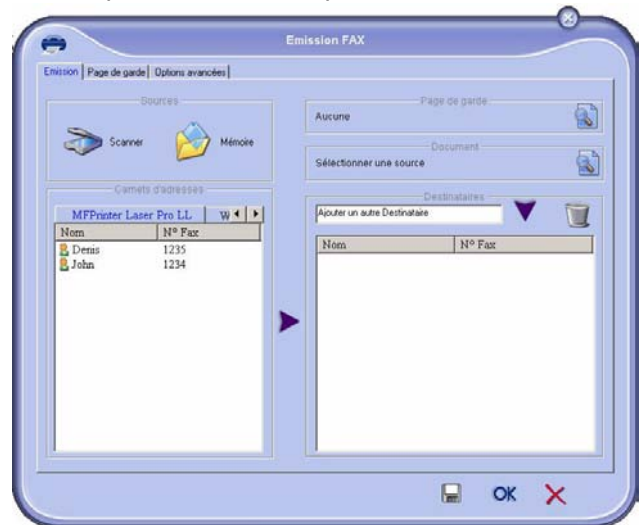 Emission FAX
Emission Page de garde Options avancées
Sources
Scanner Mémoire
Carnets d'adresses
MFPrinter Laser Pro LL W
Nom Nº Fax
Denis 1235
John 1234
Page de garde
Aucune
Document
Sélectionner une source
Destinataires
Ajouter un autre Destinataire
Nom Nº Fax
OK